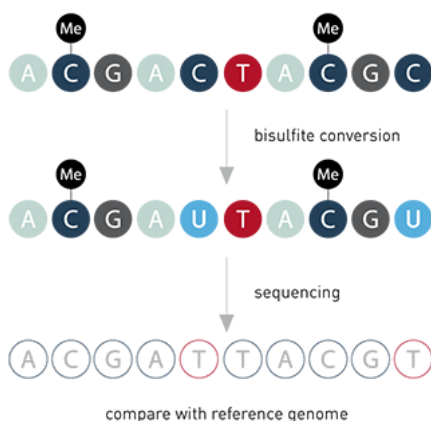 Me Me
A C G A C T A C G C
bisulfite conversion
Me Me
A C G A U T A C G U
sequencing
A C G A T T A C G T
compare with reference genome